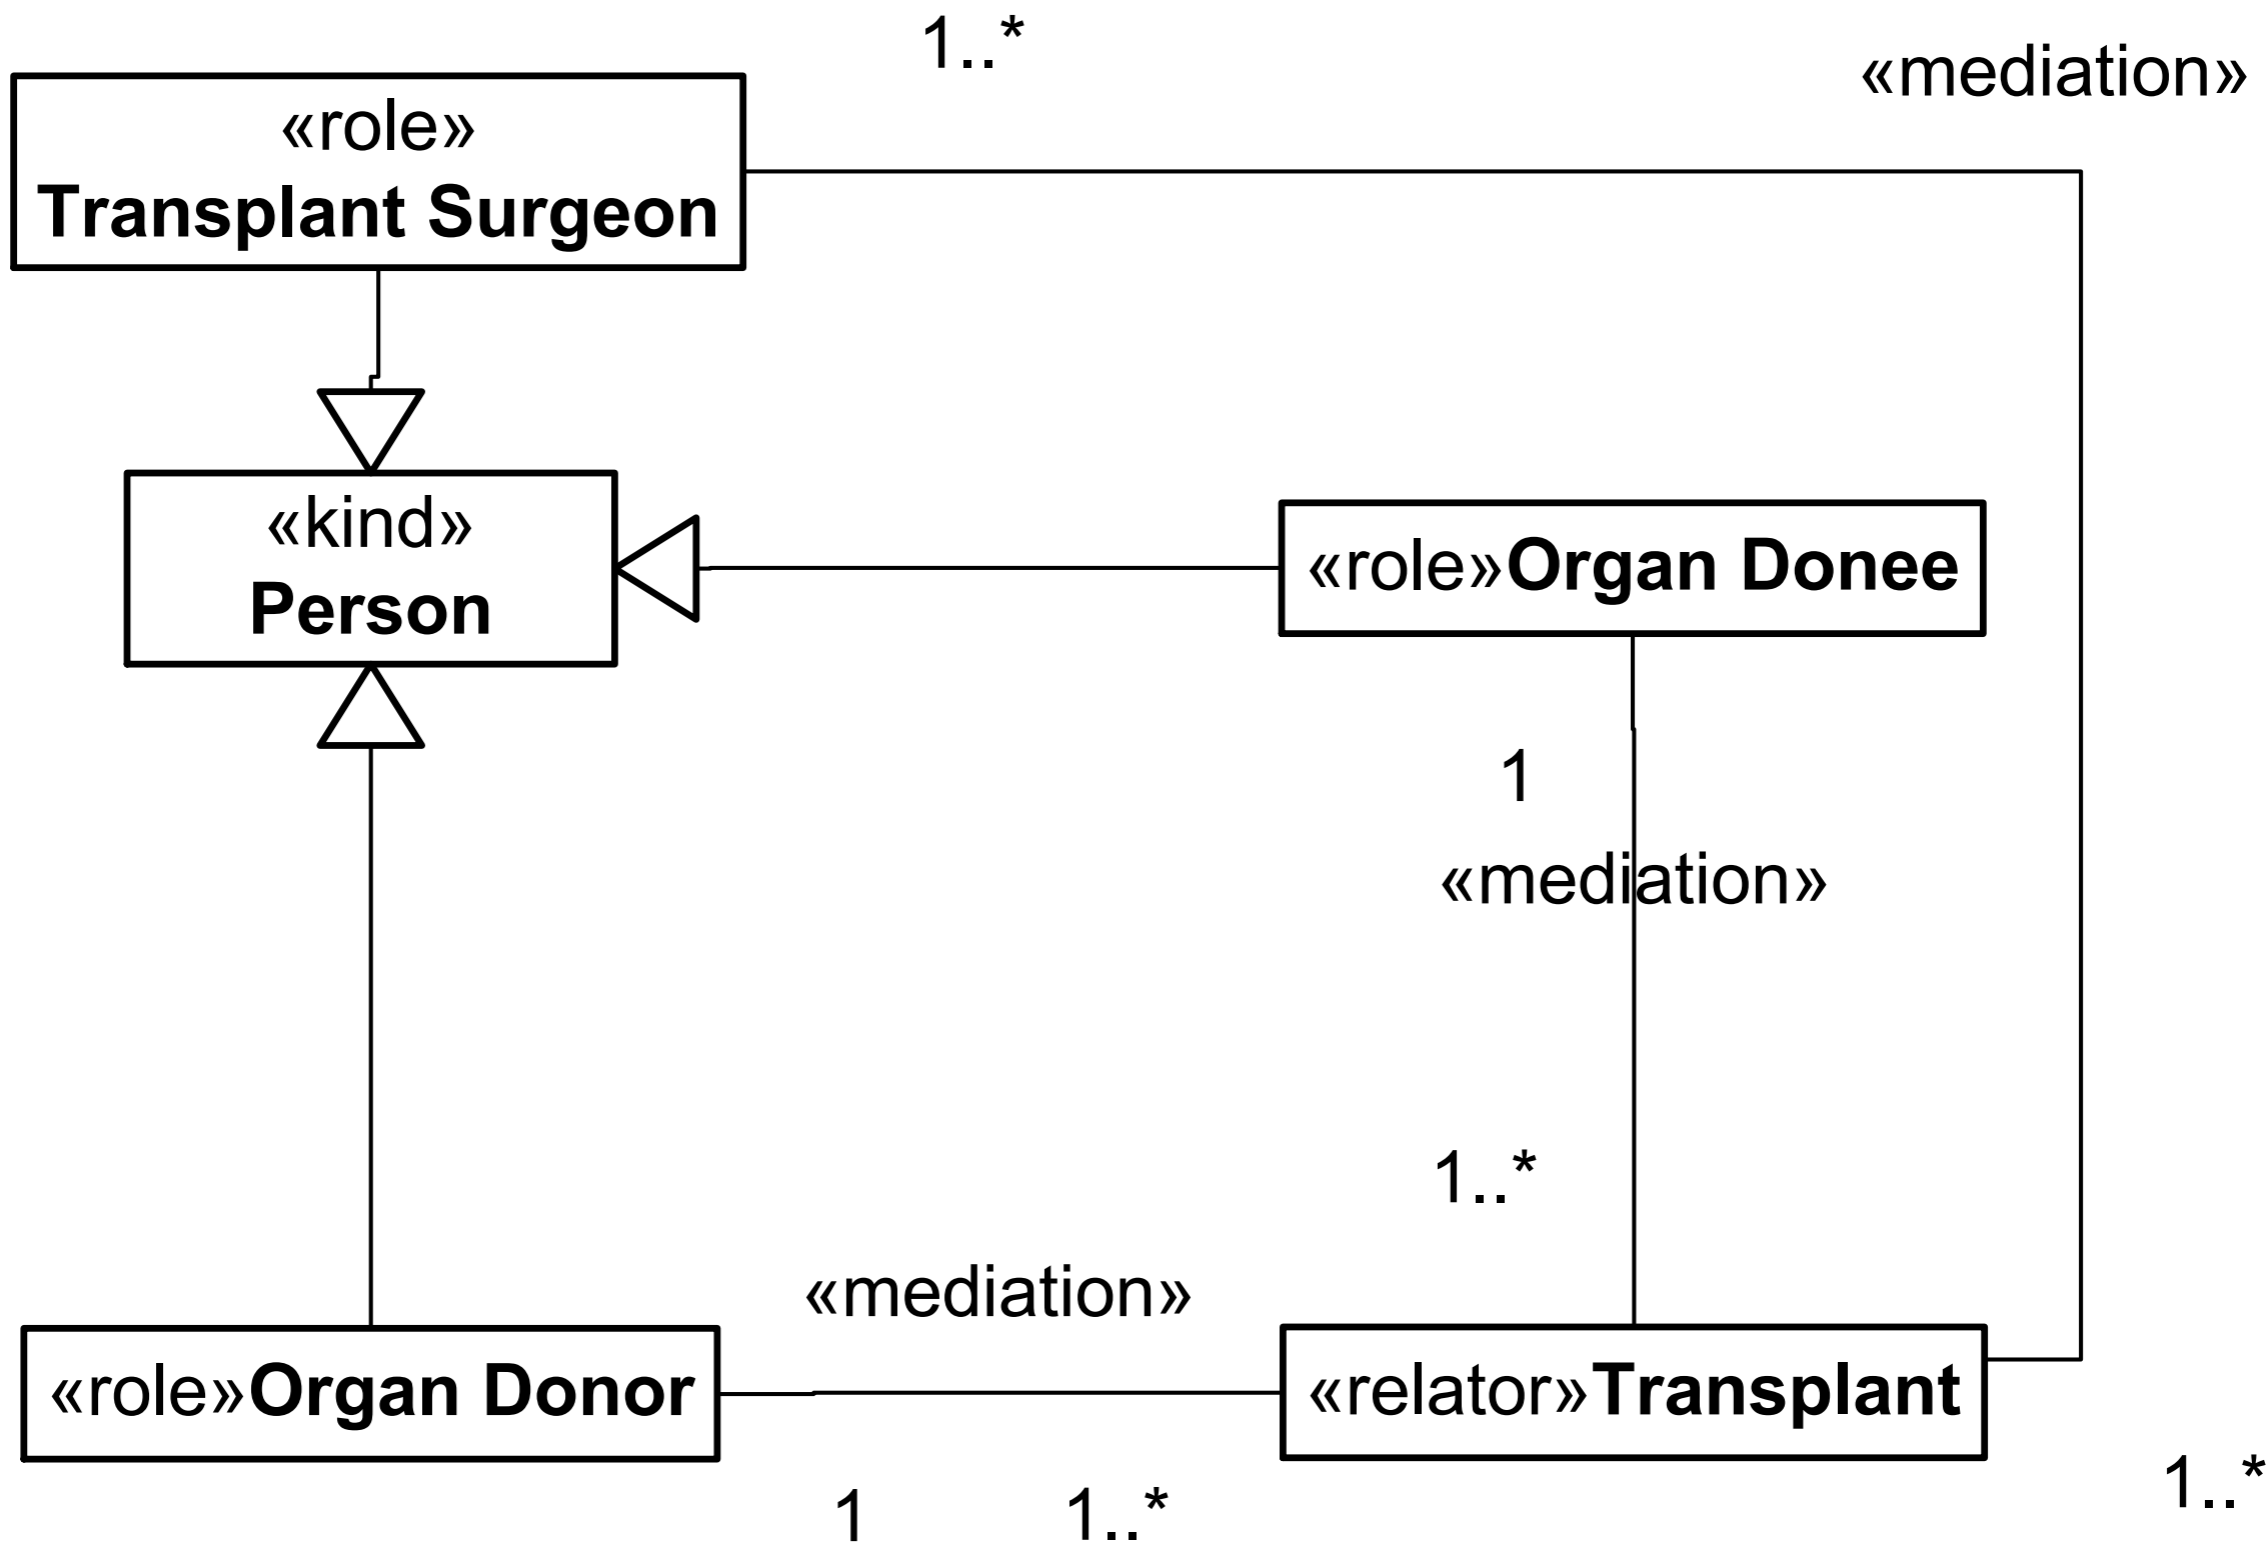 1..*
«mediation»
«role»
Transplant Surgeon
«kind»
Person
«role»Organ Donee
1
«mediation»
1..*
«mediation»
«role»Organ Donor
«relator»Transplant
1
1..*
1..*